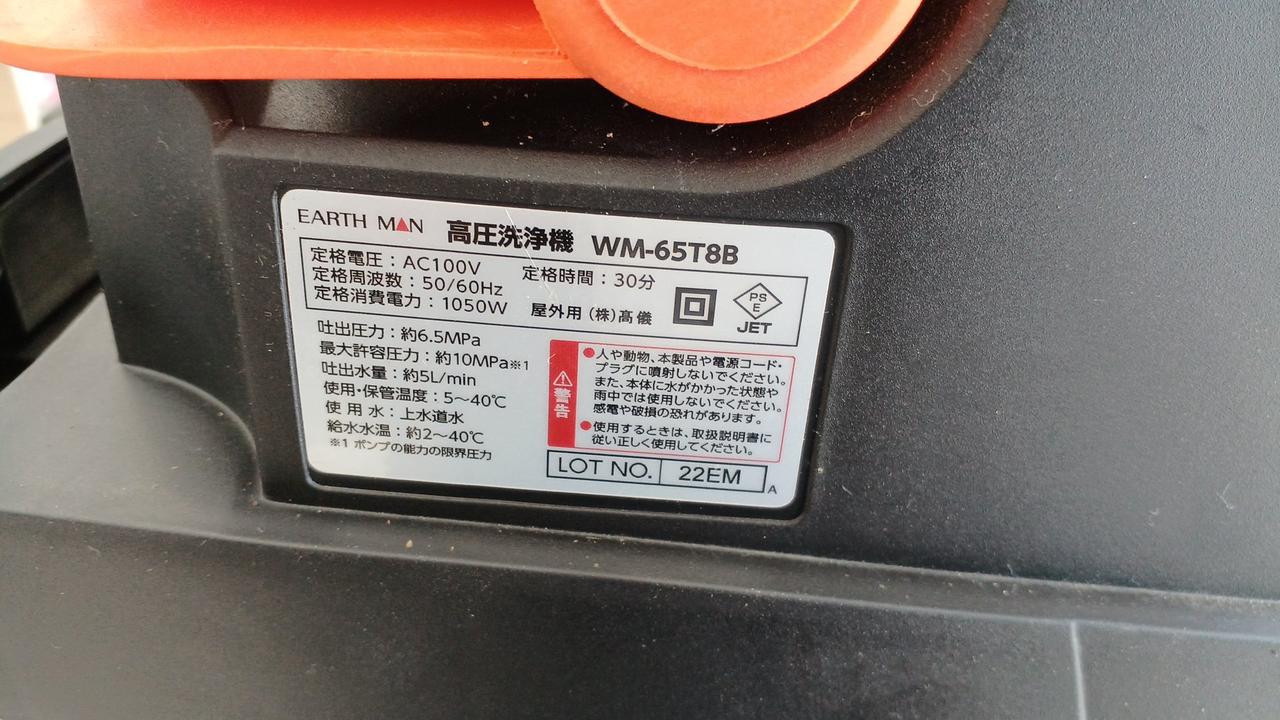 EARTH MAN 高圧洗浄機 WM-65T8B
定格電圧：AC100V 定格時間：30分
定格周波数：50/60Hz
定格消費電力：1050W 屋外用 (株)髙儀
PS
E
JET
吐出圧力：約6.5MPa
最大許容圧力：約10MPa※1
吐出水量：約5L/min
使用・保管温度：5～40℃
使用水：上水道水
給水水温：約2～40℃
※1 ポンプの能力の限界圧力
警告
●人や動物、本製品や電源コード・
プラグに噴射しないでください。
また、本体に水がかかった状態や
雨中では使用しないでください。
感電や破損の恐れがあります。
●使用するときは、取扱説明書に
従い正しく使用してください。
LOT NO. 22EM
A